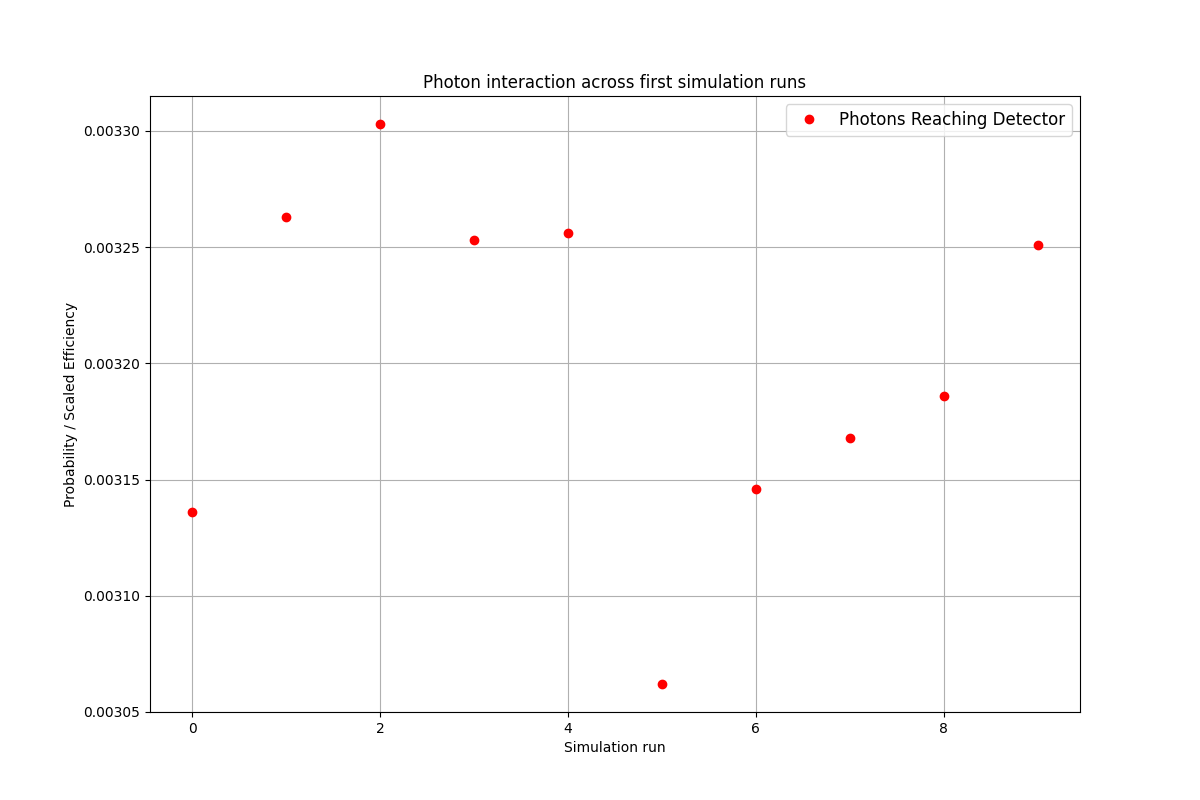 Photon interaction across first simulation runs
Photons Reaching Detector
0.00330
0.00325
0.00320
0.00315
0.00310
0.00305
Probability / Scaled Efficiency
0 2 4 6 8
Simulation run